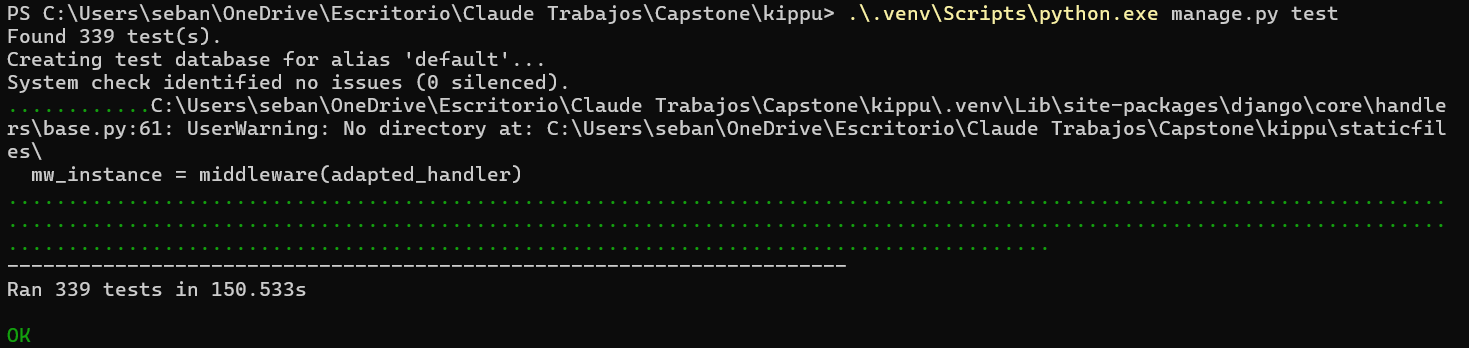 PS C:\Users\seban\OneDrive\Escritorio\Claude Trabajos\Capstone\kippu> .\.venv\Scripts\python.exe manage.py test
Found 339 test(s).
Creating test database for alias 'default'...
System check identified no issues (0 silenced).
............C:\Users\seban\OneDrive\Escritorio\Claude Trabajos\Capstone\kippu\.venv\Lib\site-packages\django\core\handle
rs\base.py:61: UserWarning: No directory at: C:\Users\seban\OneDrive\Escritorio\Claude Trabajos\Capstone\kippu\staticfil
es\
  mw_instance = middleware(adapted_handler)
........................................................................................................................
........................................................................................................................
.......................................................................................
----------------------------------------------------------------------
Ran 339 tests in 150.533s
OK